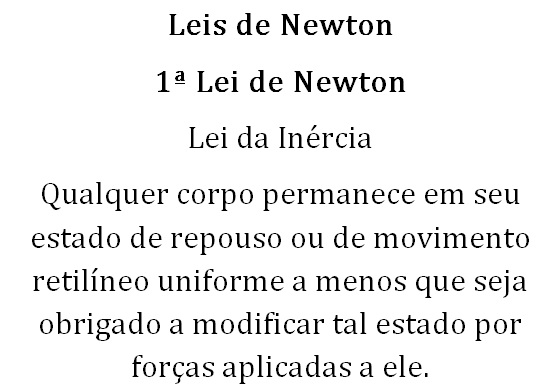 Leis de Newton
1ª Lei de Newton
Lei da Inércia
Qualquer corpo permanece em seu
estado de repouso ou de movimento
retilíneo uniforme a menos que seja
obrigado a modificar tal estado por
forças aplicadas a ele.